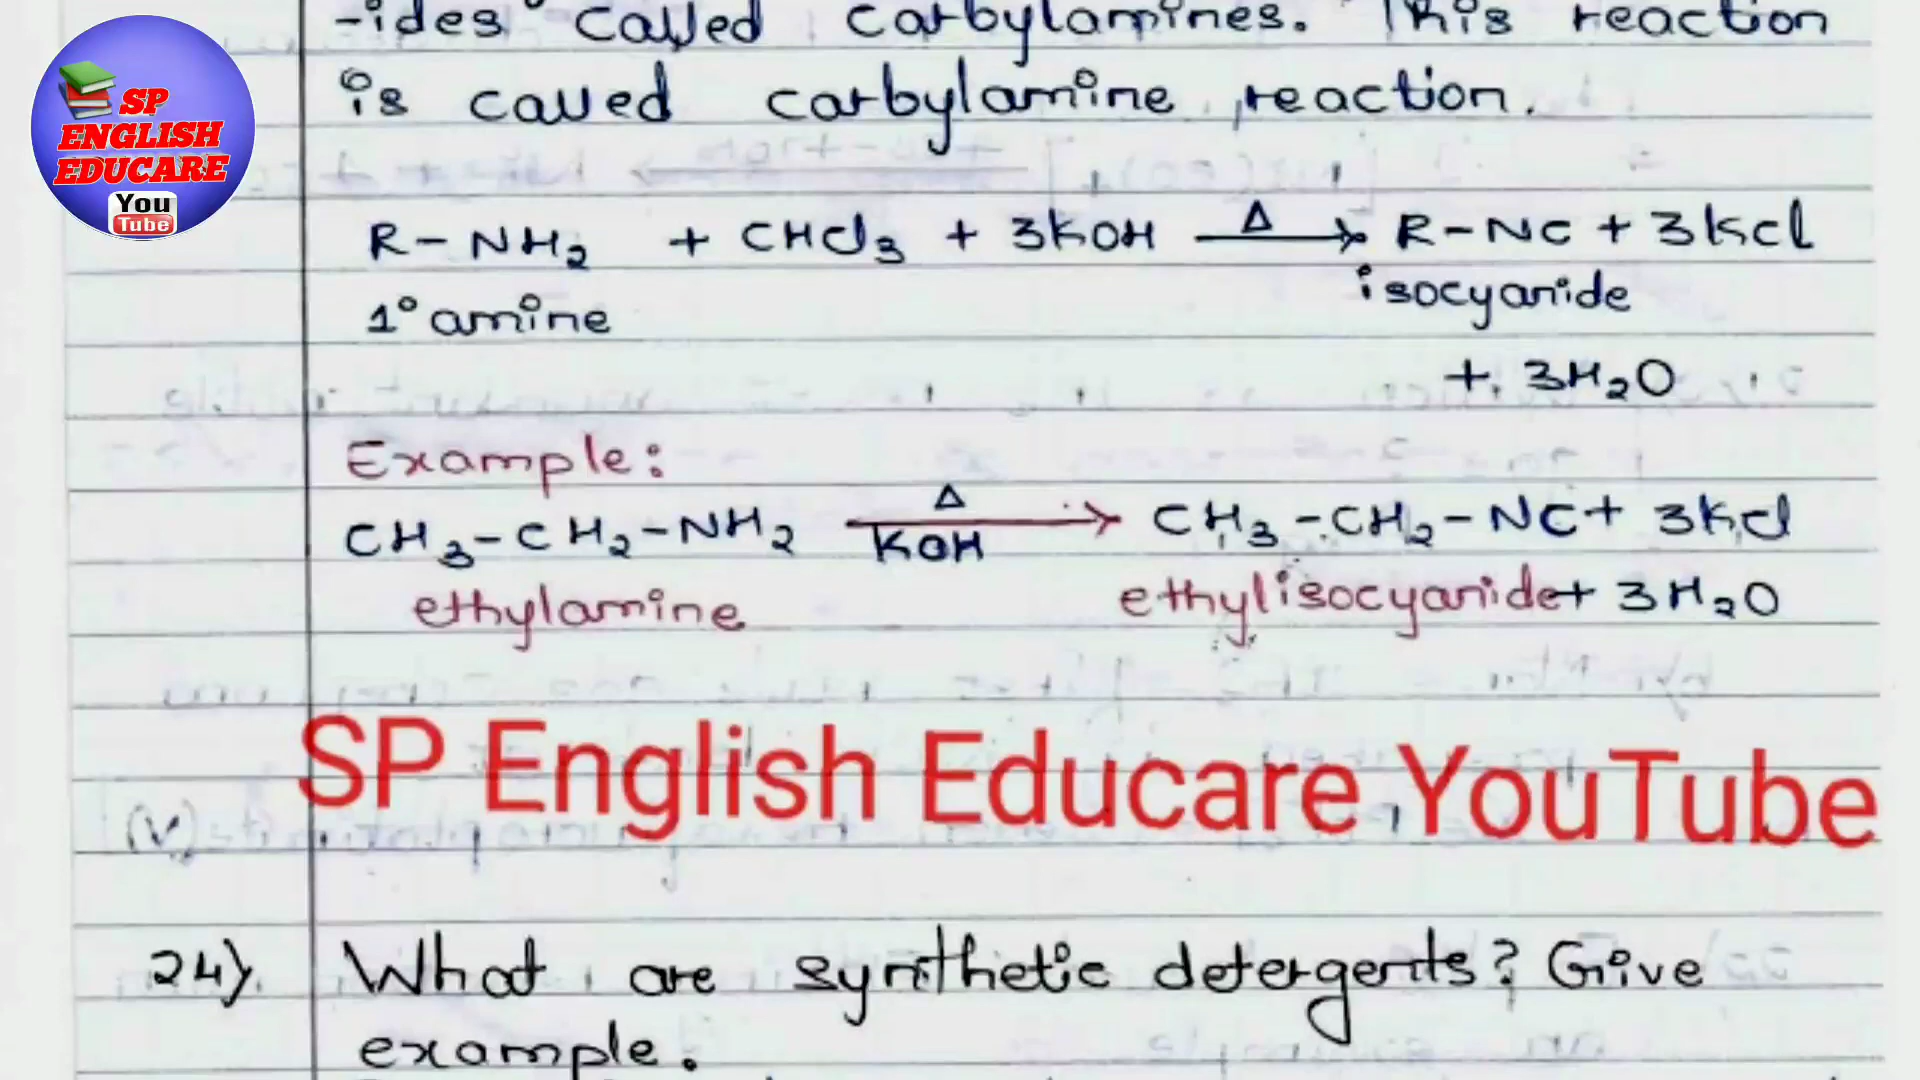 SP
ENGLISH
EDUCARE
You
Tube
-ides called carbylamines. This reaction
is called carbylamine reaction.
R-NH₂ + CHCl₃ + 3KOH Δ→ R-NC + 3KCl
1° amine isocyanide
+ 3H₂O
Example:
CH₃-CH₂-NH₂ Δ→ KOH CH₃-CH₂-NC + 3KCl
ethylamine ethylisocyanide + 3H₂O
SP English Educare YouTube
24). What are synthetic detergents? Give
example.